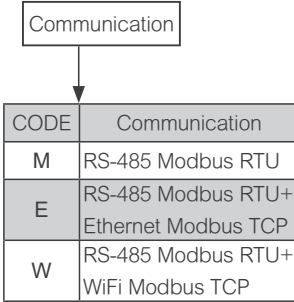 Communication
CODE Communication
M RS-485 Modbus RTU
E RS-485 Modbus RTU+
Ethernet Modbus TCP
W RS-485 Modbus RTU+
WiFi Modbus TCP